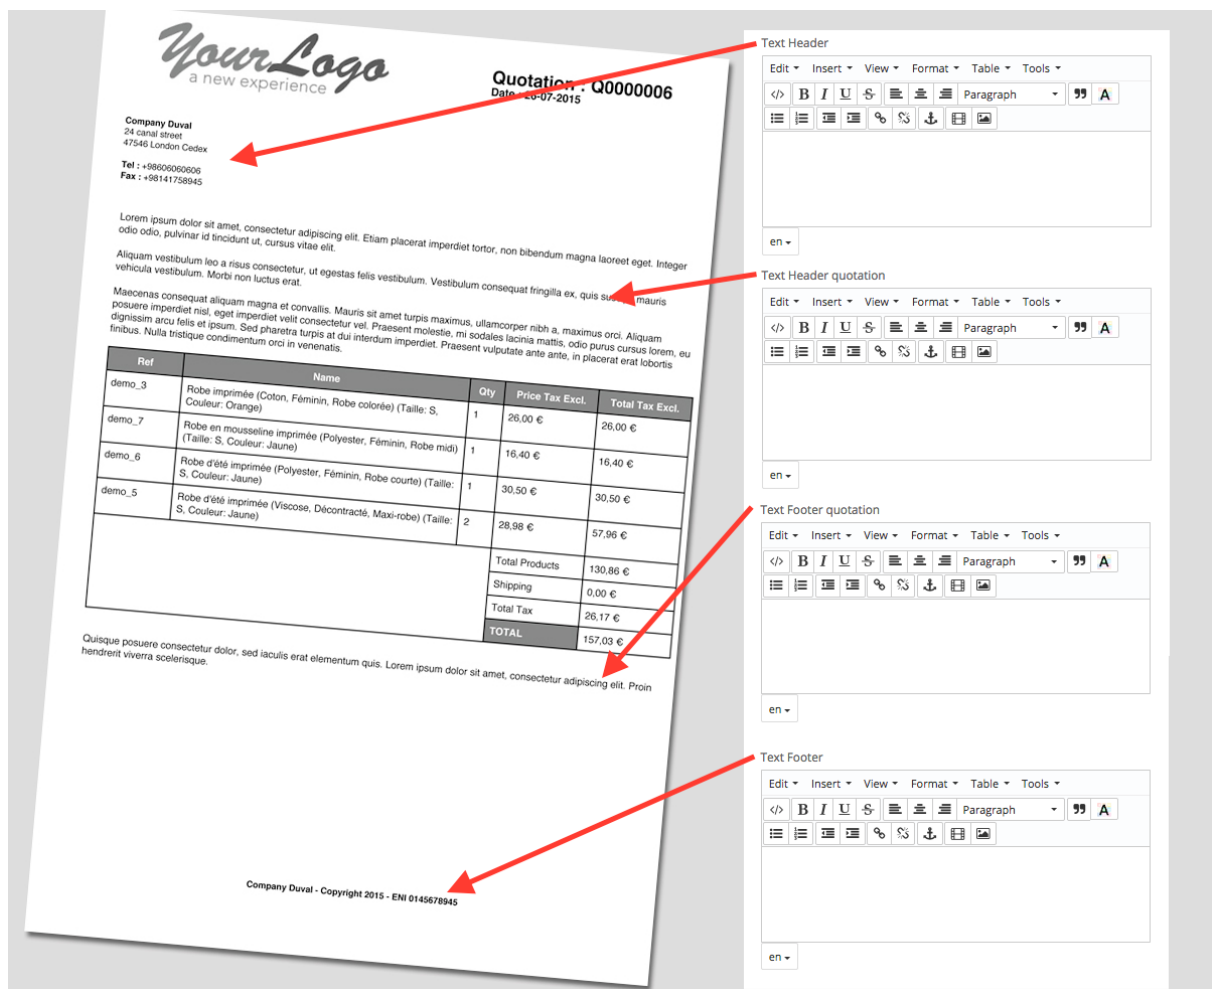 YourLogo
a new experience
Quotation : Q0000006
Date : 26-07-2015
Company Duval
24 canal street
47546 London Cedex
Tel : +98606060606
Fax : +98141758945
Lorem ipsum dolor sit amet, consectetur adipiscing elit. Etiam placerat imperdiet tortor, non bibendum magna laoreet eget. Integer
odio odio, pulvinar id tincidunt ut, cursus vitae elit.
Aliquam vestibulum leo a risus consectetur, ut egestas felis vestibulum. Vestibulum consequat fringilla ex, quis mauris
vehicula vestibulum. Morbi non luctus erat.
Maecenas consequat aliquam magna et convallis. Mauris sit amet turpis maximus, ullamcorper nibh a, maximus orci. Aliquam
posuere imperdiet nisl, eget imperdiet velit consectetur vel. Praesent molestie, mi sodales lacinia mattis, odio purus cursus lorem, eu
dignissim arcu felis et ipsum. Sed pharetra turpis at dui interdum imperdiet. Praesent vulputate ante ante, in placerat erat lobortis
finibus. Nulla tristique condimentum orci in venenatis.
Ref Name Qty Price Tax Excl. Total Tax Excl.
demo_3 Robe imprimée (Coton, Féminin, Robe colorée) (Taille: S, 1 26,00 € 26,00 €
Couleur: Orange)
demo_7 Robe en mousseline imprimée (Polyester, Féminin, Robe midi) 1 16,40 € 16,40 €
(Taille: S, Couleur: Jaune)
demo_6 Robe d'été imprimée (Polyester, Féminin, Robe courte) (Taille: 1 30,50 € 30,50 €
S, Couleur: Jaune)
demo_5 Robe d'été imprimée (Viscose, Décontracté, Maxi-robe) (Taille: 2 28,98 € 57,96 €
S, Couleur: Jaune)
Total Products 130,86 €
Shipping 0,00 €
Total Tax 26,17 €
TOTAL 157,03 €
Quisque posuere consectetur dolor, sed iaculis erat elementum quis. Lorem ipsum dolor sit amet, consectetur adipiscing elit. Proin
hendrerit viverra scelerisque.
Company Duval - Copyright 2015 - ENI 0145678945
Text Header
Edit Insert View Format Table Tools
B I U S Paragraph A
en
Text Header quotation
Edit Insert View Format Table Tools
B I U S Paragraph A
en
Text Footer quotation
Edit Insert View Format Table Tools
B I U S Paragraph A
en
Text Footer
Edit Insert View Format Table Tools
B I U S Paragraph A
en